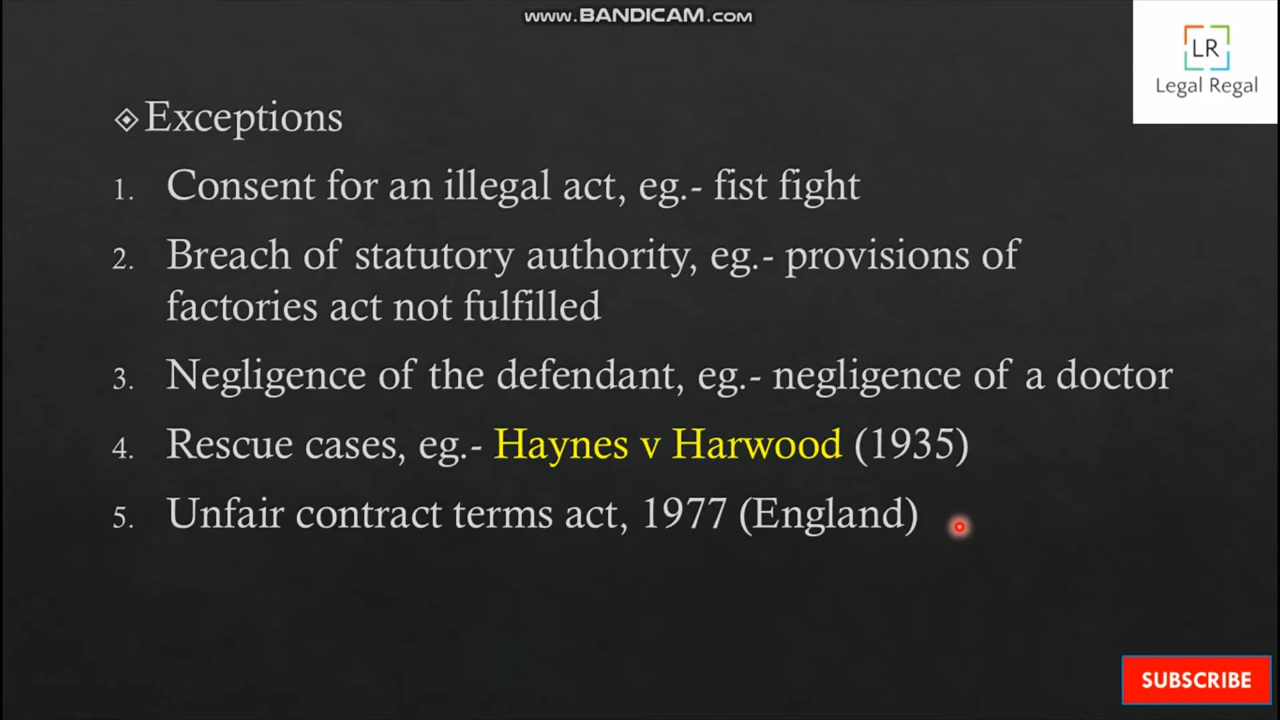 www.BANDICAM.com
LR
Legal Regal
Exceptions
1. Consent for an illegal act, eg.- fist fight
2. Breach of statutory authority, eg.- provisions of
factories act not fulfilled
3. Negligence of the defendant, eg.- negligence of a doctor
4. Rescue cases, eg.- Haynes v Harwood (1935)
5. Unfair contract terms act, 1977 (England)
SUBSCRIBE